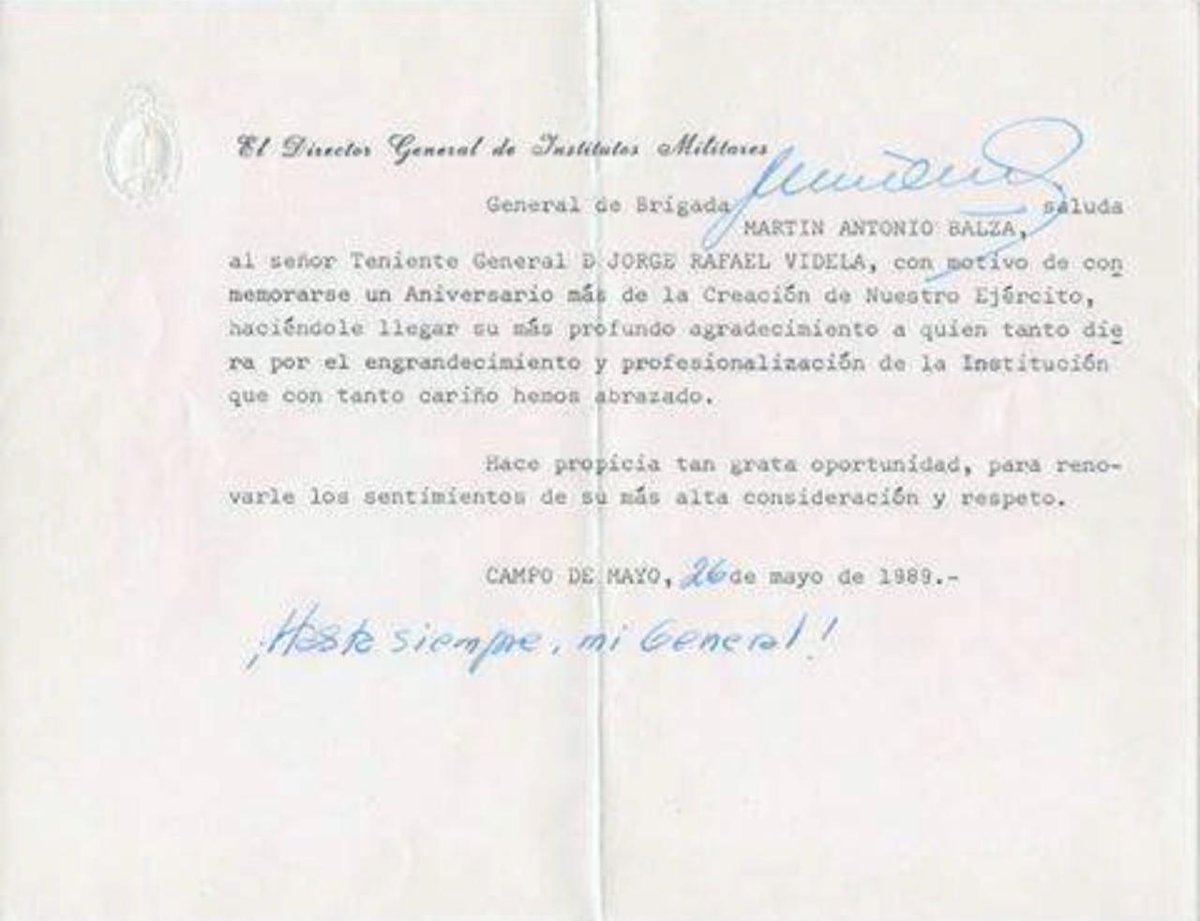 El Director General de Institutos Militares
General de Brigada saluda
MARTIN ANTONIO BALZA,
al señor Teniente General D JORGE RAFAEL VIDELA, con motivo de con
memorarse un Aniversario más de la Creación de Nuestro Ejército,
haciéndole llegar su más profundo agradecimiento a quien tanto die
ra por el engrandecimiento y profesionalización de la Institución
que con tanto cariño hemos abrazado.
Hace propicia tan grata oportunidad, para reno-
varle los sentimientos de su más alta consideración y respeto.
CAMPO DE MAYO, 26 de mayo de 1989.-
¡Hasta siempre, mi General!